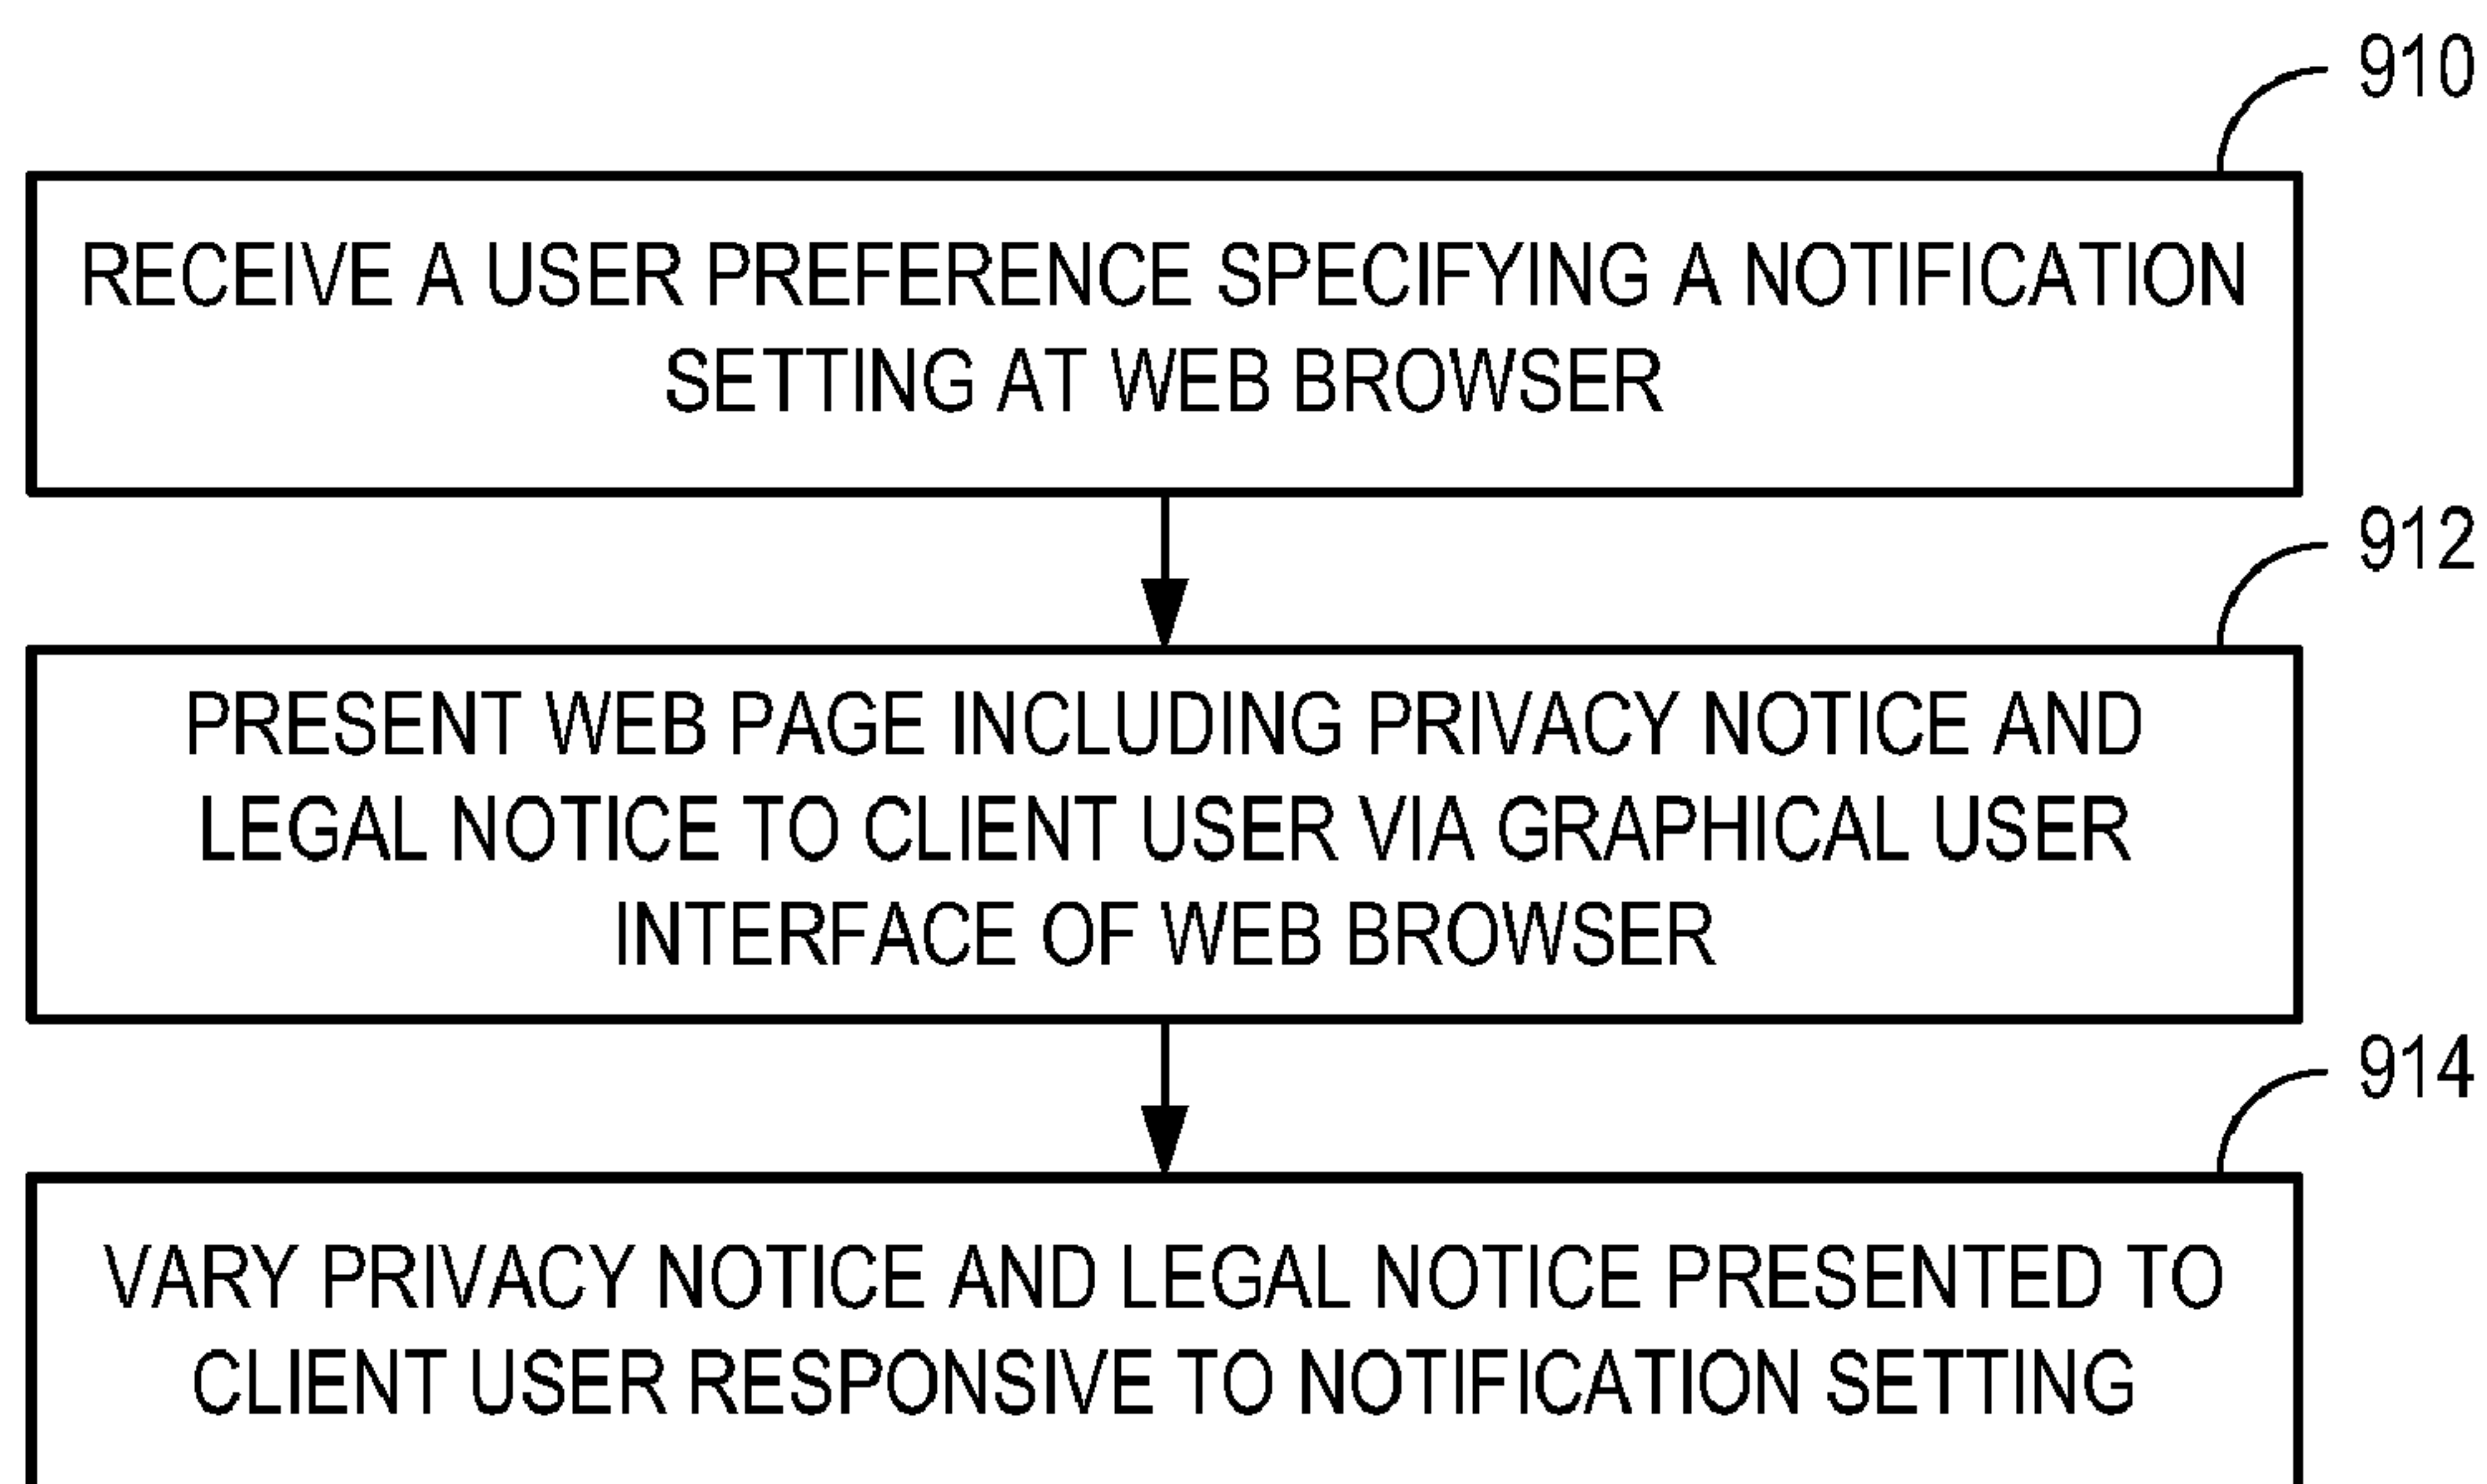 910
RECEIVE A USER PREFERENCE SPECIFYING A NOTIFICATION
SETTING AT WEB BROWSER
912
PRESENT WEB PAGE INCLUDING PRIVACY NOTICE AND
LEGAL NOTICE TO CLIENT USER VIA GRAPHICAL USER
INTERFACE OF WEB BROWSER
914
VARY PRIVACY NOTICE AND LEGAL NOTICE PRESENTED TO
CLIENT USER RESPONSIVE TO NOTIFICATION SETTING